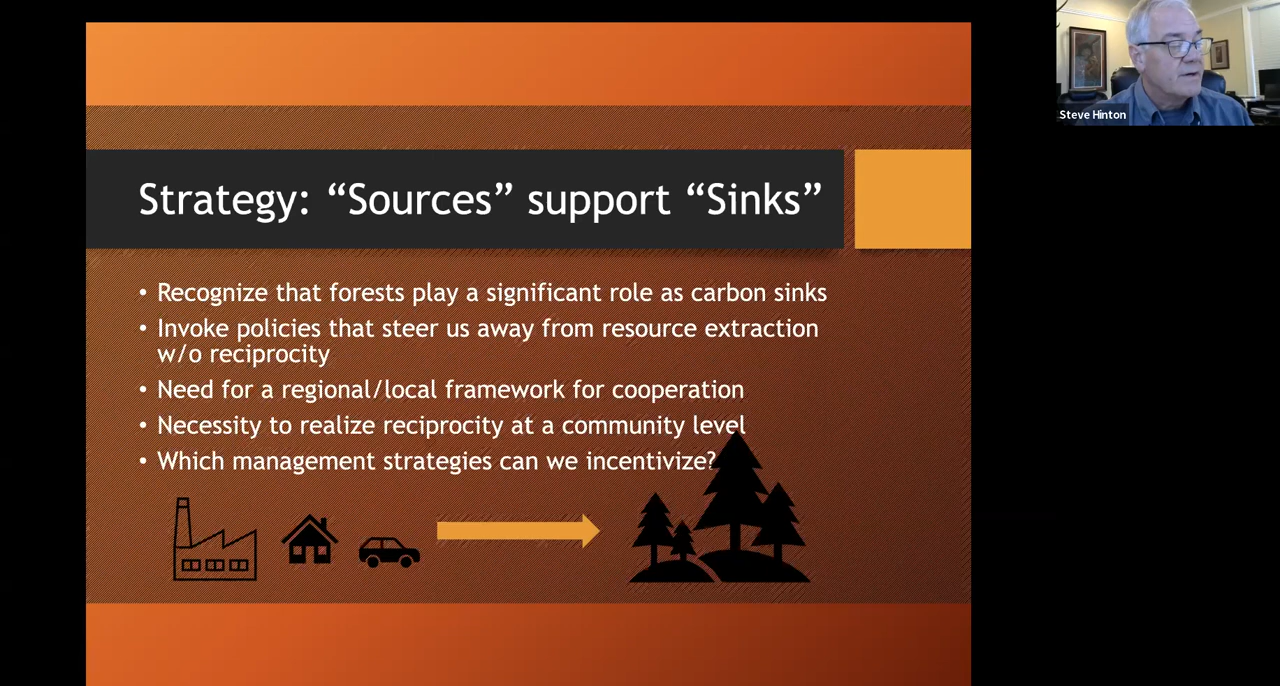 Strategy: “Sources” support “Sinks”
• Recognize that forests play a significant role as carbon sinks
• Invoke policies that steer us away from resource extraction
w/o reciprocity
• Need for a regional/local framework for cooperation
• Necessity to realize reciprocity at a community level
• Which management strategies can we incentivize?
Steve Hinton